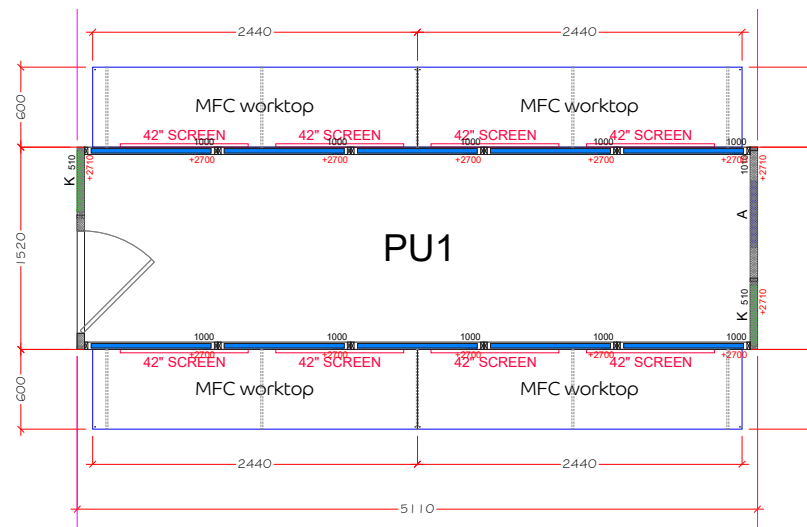 2440 2440
600
MFC worktop MFC worktop
42" SCREEN 42" SCREEN 42" SCREEN 42" SCREEN
1000 1000 1000 1000 1000
+2710 +2700 +2700 +2700 +2700 +2700 1010 +2710
K 510
A
1520
PU1
K 510 +2710
1000 1000 1000 1000 1000
+2700 +2700 +2700 +2700 +2700
42" SCREEN 42" SCREEN 42" SCREEN 42" SCREEN
600
MFC worktop MFC worktop
2440 2440
5110